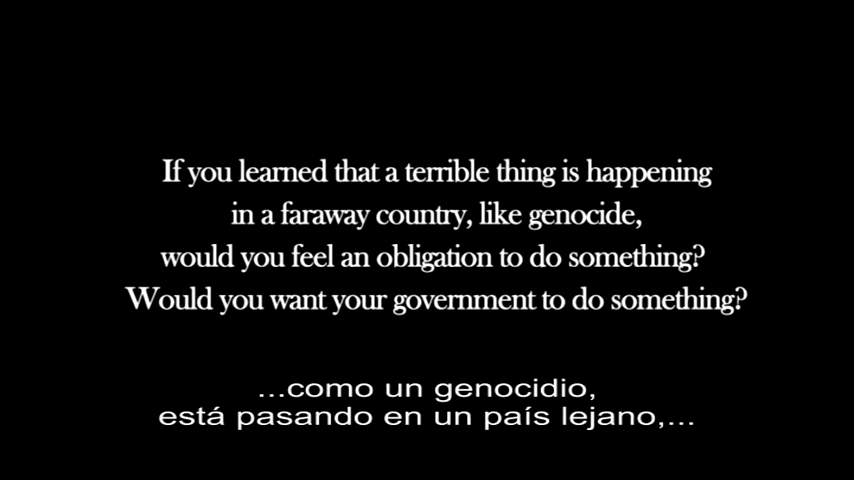 If you learned that a terrible thing is happening
in a faraway country, like genocide,
would you feel an obligation to do something?
Would you want your government to do something?
...como un genocidio,
está pasando en un país lejano,...